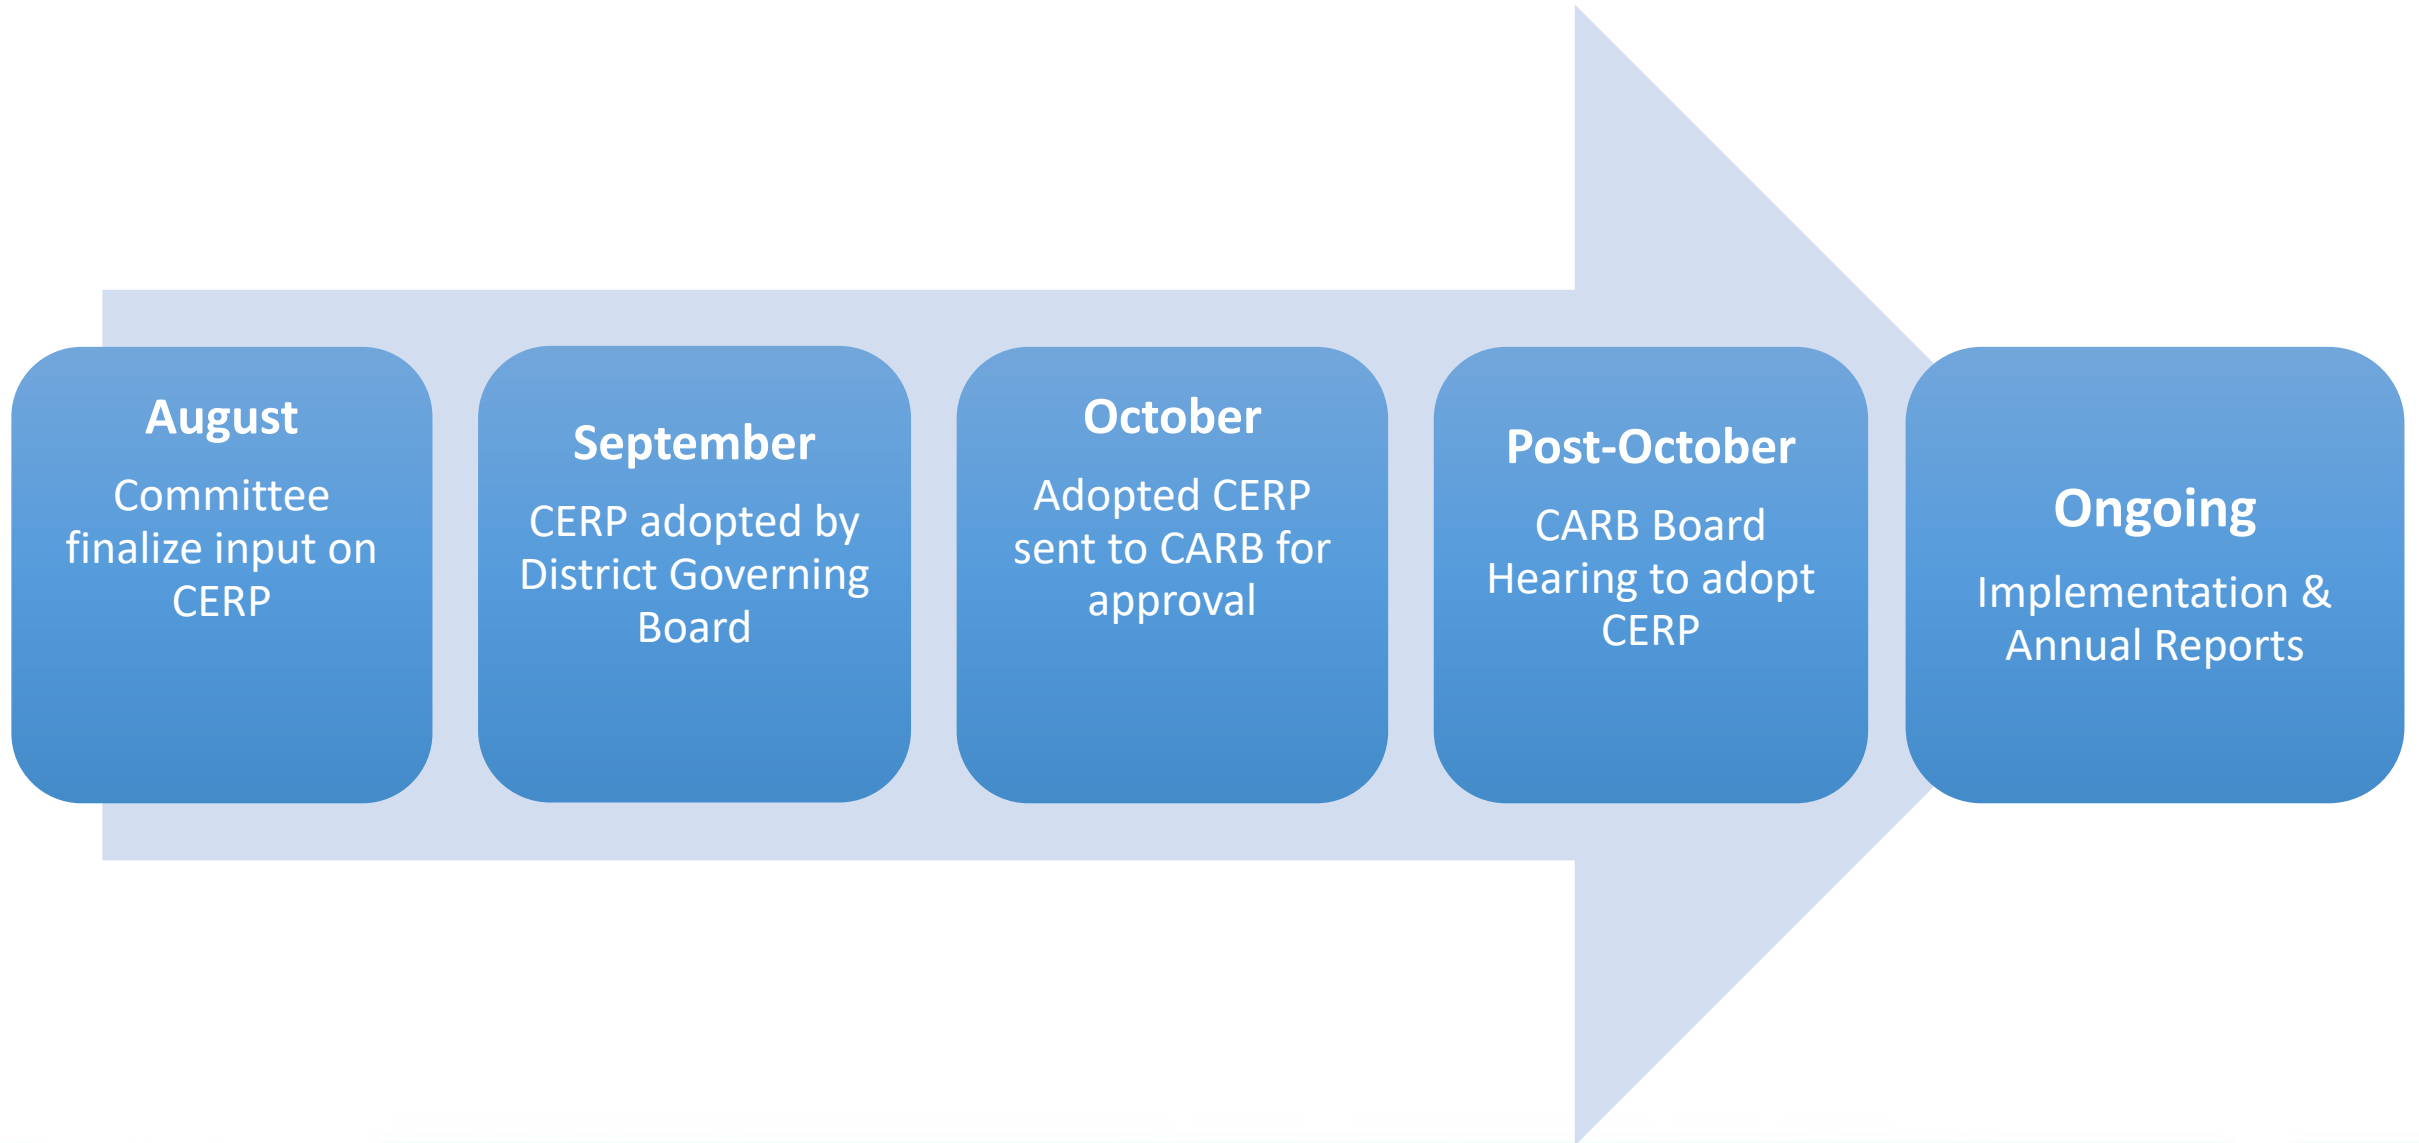 August
Committee
finalize input on
CERP
September
CERP adopted by
District Governing
Board
October
Adopted CERP
sent to CARB for
approval
Post-October
CARB Board
Hearing to adopt
CERP
Ongoing
Implementation &
Annual Reports